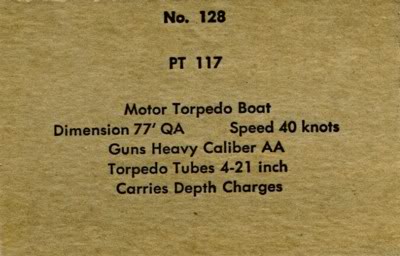 No. 128
PT 117
Motor Torpedo Boat
Dimension 77' QA Speed 40 knots
Guns Heavy Caliber AA
Torpedo Tubes 4-21 inch
Carries Depth Charges